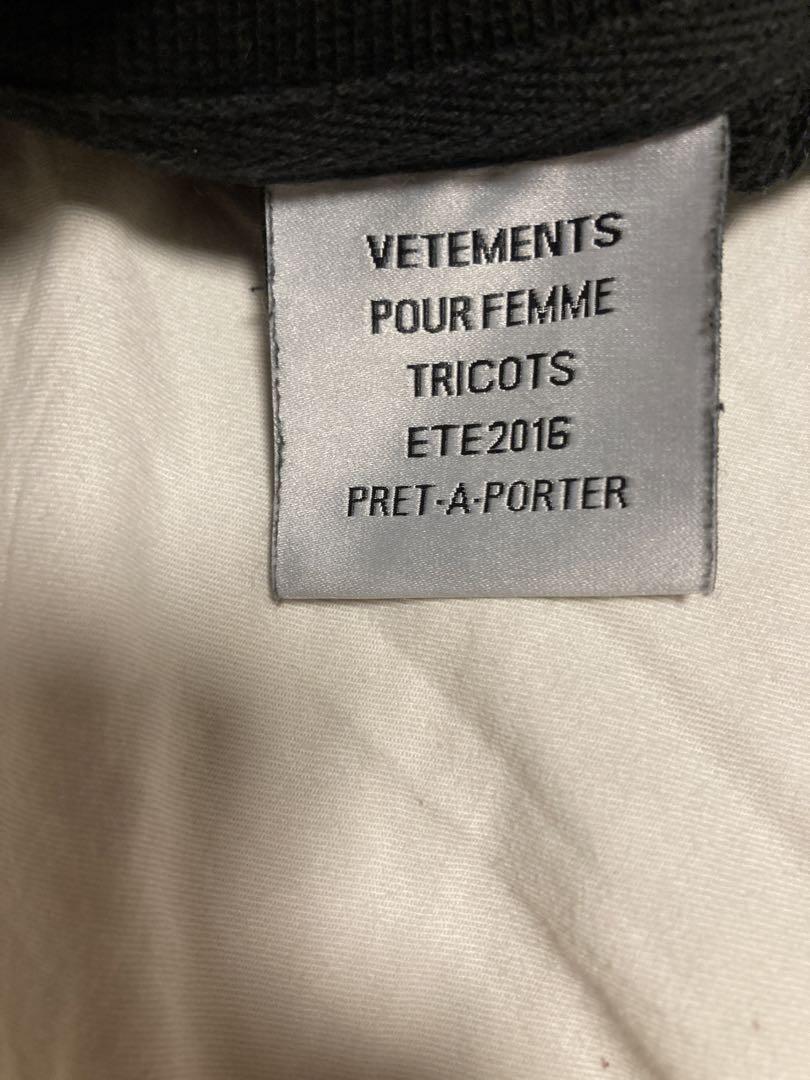 VETEMENTS
POUR FEMME
TRICOTS
ETE2016
PRET-A-PORTER